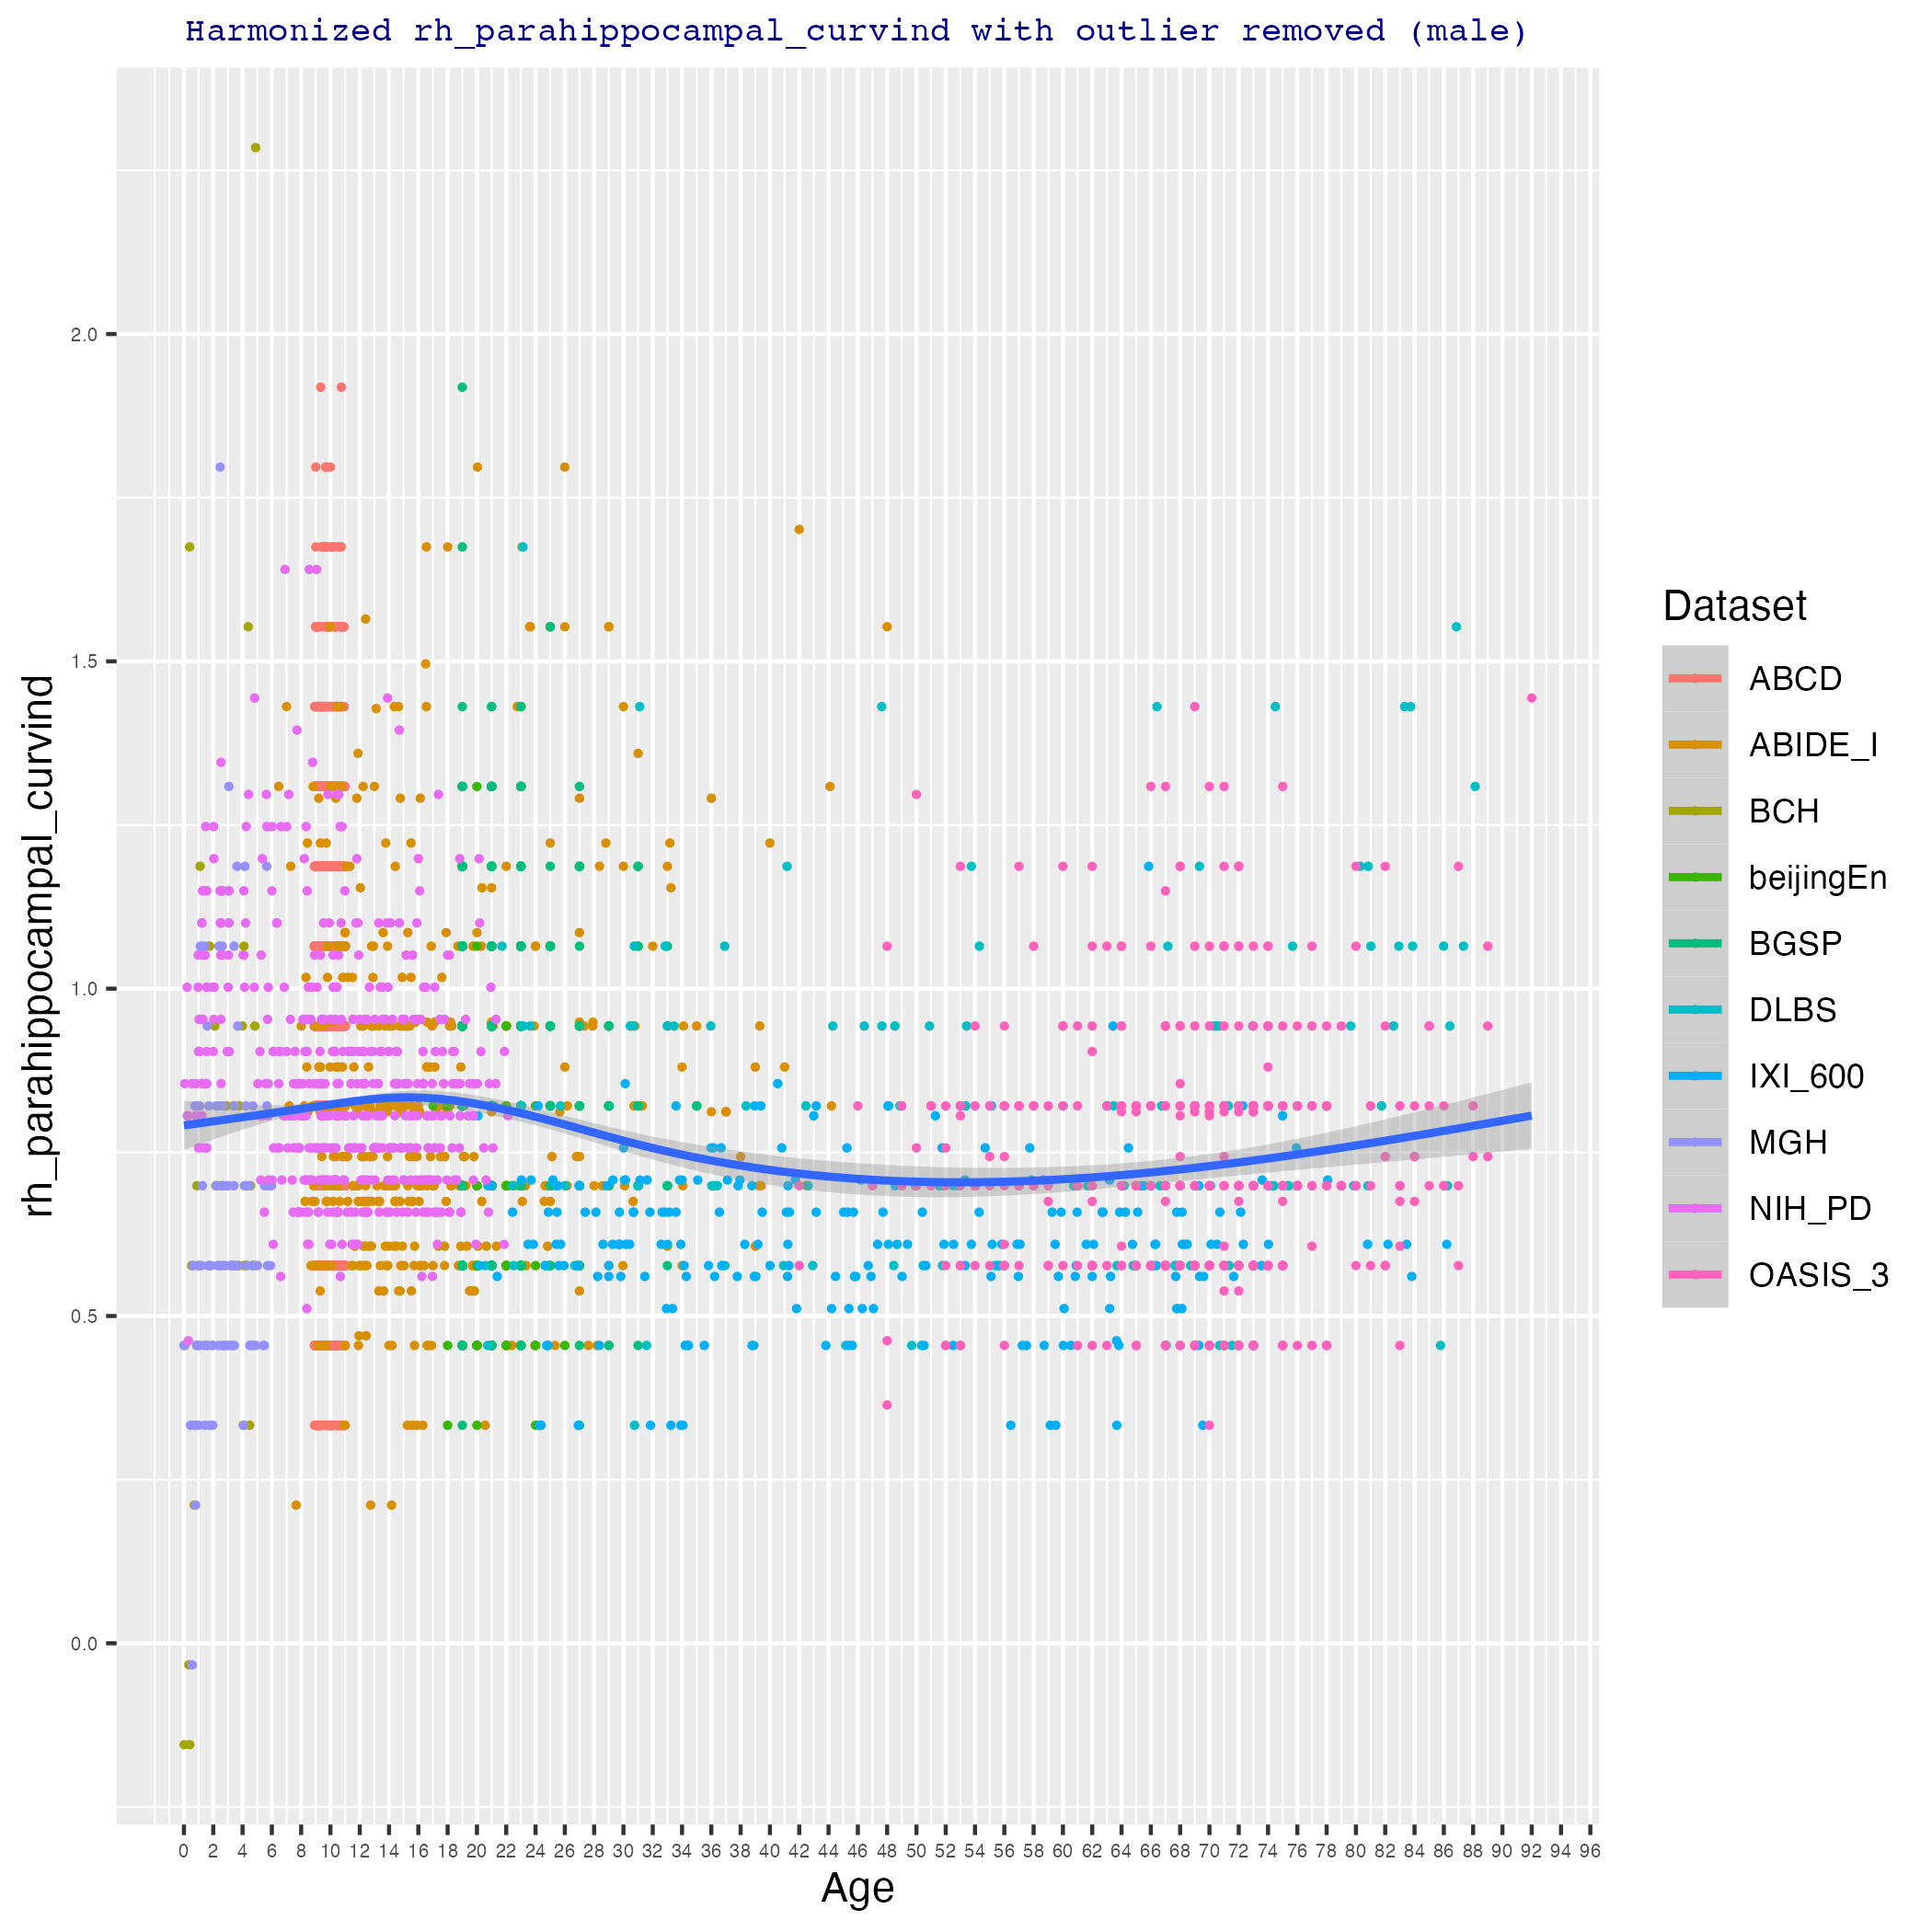 Harmonized rh_parahippocampal_curvind with outlier removed (male)
rh_parahippocampal_curvind
2.0
1.5
1.0
0.5
0.0
0 2 4 6 8 10 12 14 16 18 20 22 24 26 28 30 32 34 36 38 40 42 44 46 48 50 52 54 56 58 60 62 64 66 68 70 72 74 76 78 80 82 84 86 88 90 92 94 96
Age
Dataset
ABCD
ABIDE_I
BCH
beijingEn
BGSP
DLBS
IXI_600
MGH
NIH_PD
OASIS_3